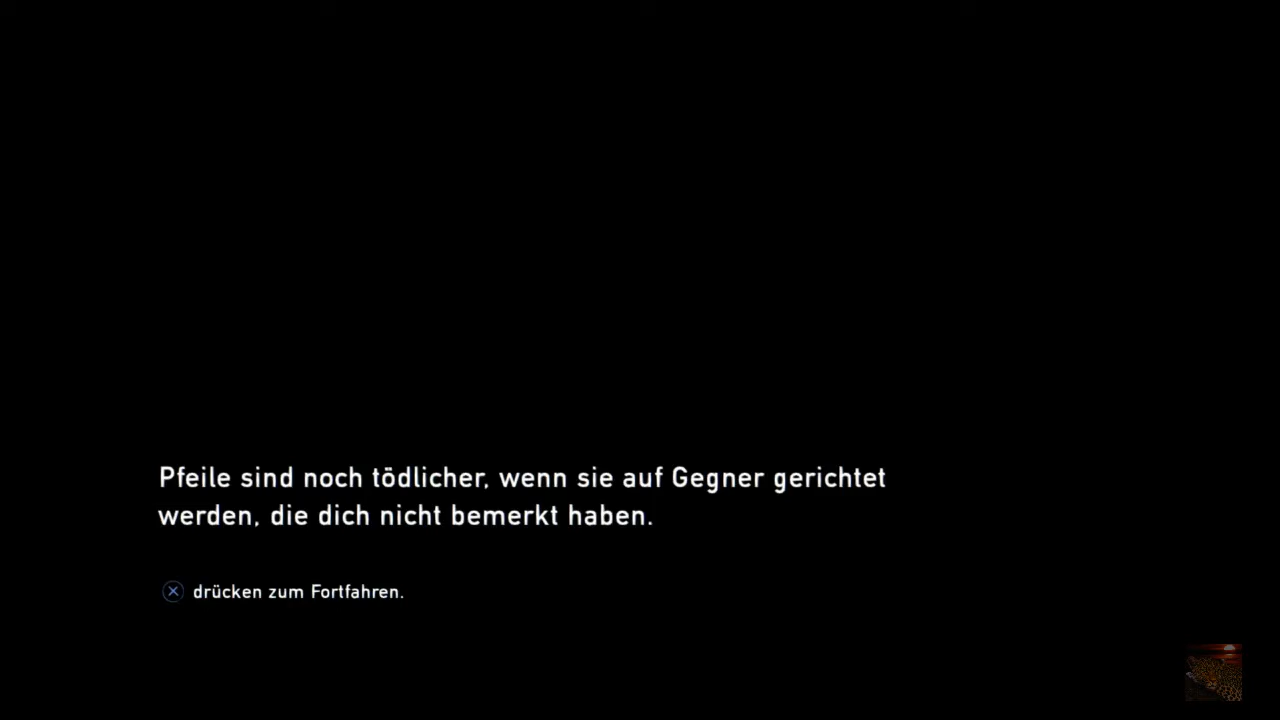 Pfeile sind noch tödlicher, wenn sie auf Gegner gerichtet
werden, die dich nicht bemerkt haben.
drücken zum Fortfahren.